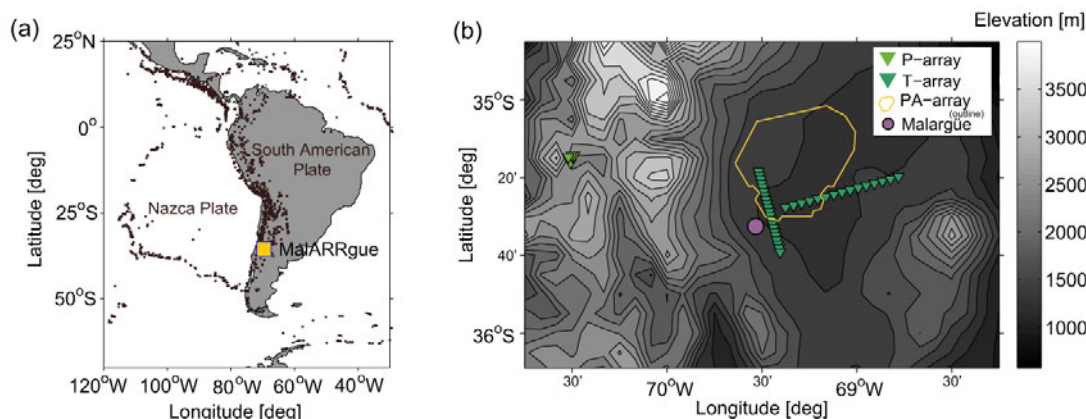 (a)
25°N
0°
25°S
50°S
Latitude [deg]
120°W 100°W 80°W 60°W 40°W
Longitude [deg]
South American
Plate
Nazca Plate
MalARRgue
(b)
Elevation [m]
P-array
T-array
PA-array
(outline)
Malargüe
35°S
20'
40'
36°S
Latitude [deg]
30' 70°W 30' 69°W 30'
Longitude [deg]
3500
3000
2500
2000
1500
1000